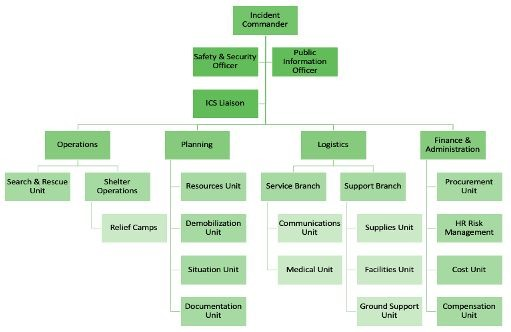 Incident
Commander
Safety & Security
Officer
Public
Information
Officer
ICS Liaison
Operations
Planning
Logistics
Finance &
Administration
Search & Rescue
Unit
Shelter
Operations
Resources Unit
Service Branch
Support Branch
Procurement
Unit
Relief Camps
Demobilization
Unit
Communications
Unit
Supplies Unit
HR Risk
Management
Situation Unit
Medical Unit
Facilities Unit
Cost Unit
Documentation
Unit
Ground Support
Unit
Compensation
Unit